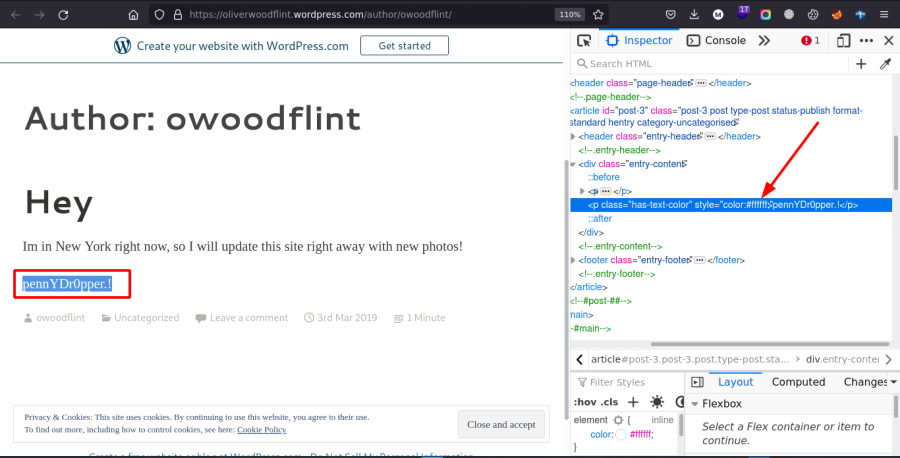 https://oliverwoodflint.wordpress.com/author/owoodflint/
110%
17
Create your website with WordPress.com
Get started
Author: owoodflint
Hey
Im in New York right now, so I will update this site right away with new photos!
pennYDr0pper.!
owoodflint
Uncategorized
Leave a comment
3rd Mar 2019
1 Minute
Privacy & Cookies: This site uses cookies. By continuing to use this website, you agree to their use.
To find out more, including how to control cookies, see here: Cookie Policy
Close and accept
Inspector
Console
1
Search HTML
<header class="page-header" ••• </header>
<!--.page-header-->
<article id="post-3" class="post-3 post type-post status-publish format-
standard hentry category-uncategorised"
<header class="entry-header" ••• </header>
<!--.entry-header-->
<div class="entry-content"
::before
<p ••• </p>
<p class="has-text-color" style="color:#ffffff;"pennYDr0pper.!</p>
::after
</div>
<!--.entry-content-->
<footer class="entry-footer" ••• </footer>
<!--.entry-footer-->
</article>
<!--#post-##-->
main>
-#main-->
article#post-3.post-3.post.type-post.sta…
div.entry-conter
Filter Styles
:hov .cls
element
inline
color: #ffffff;
}
Layout
Computed
Changes
Flexbox
Select a Flex container or item to
continue.